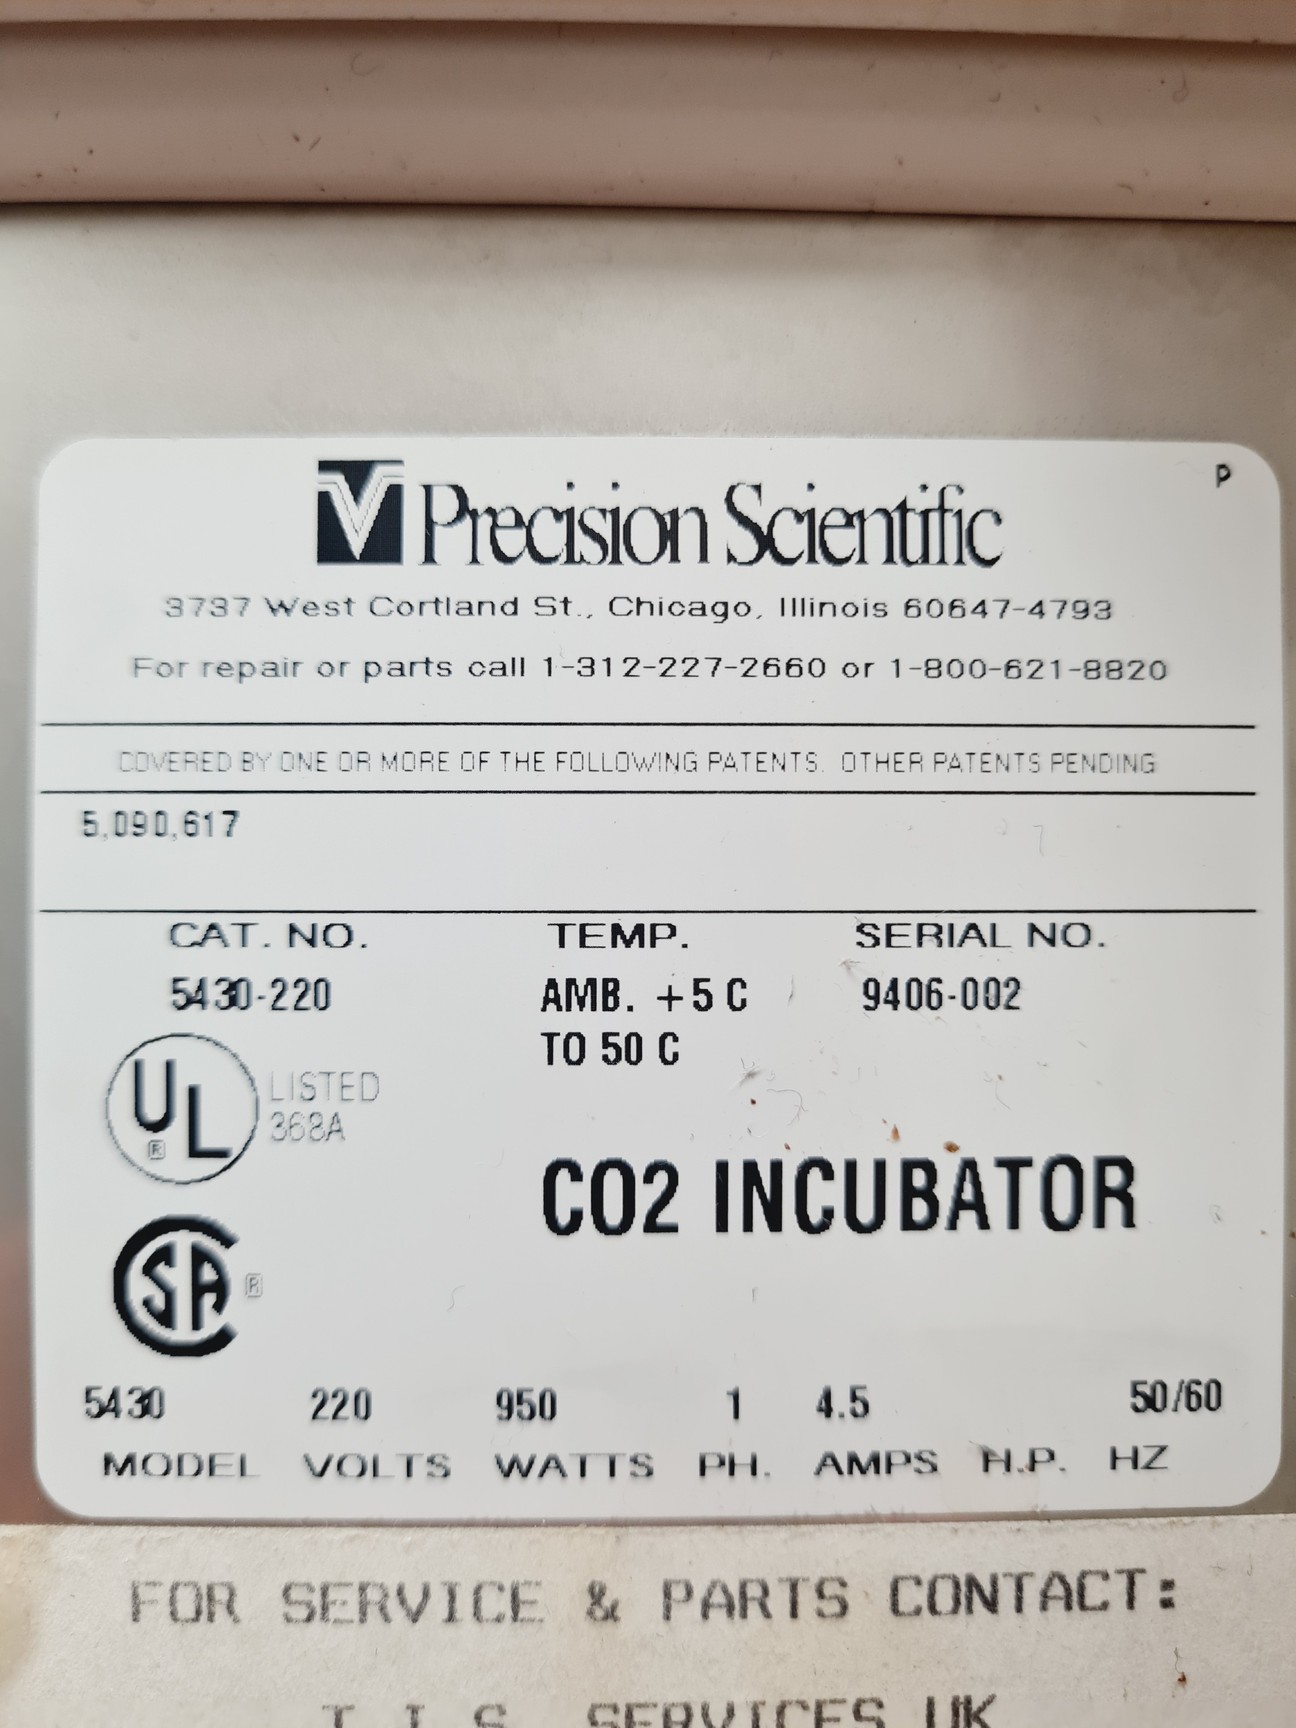 P
Precision Scientific
3737 West Cortland St., Chicago, Illinois 60647-4793
For repair or parts call 1-312-227-2660 or 1-800-621-8820
COVERED BY ONE OR MORE OF THE FOLLOWING PATENTS. OTHER PATENTS PENDING
5,090,617
CAT. NO. TEMP. SERIAL NO.
5430-220 AMB. +5 C 9406-002
TO 50 C
UL® LISTED
368A
CO2 INCUBATOR
CSA ®
5430 220 950 1 4.5 50/60
MODEL VOLTS WATTS PH. AMPS H.P. HZ
FOR SERVICE & PARTS CONTACT:
T.I.S. SERVICES UK